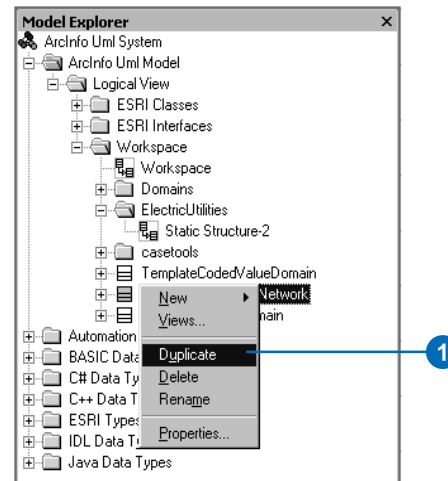 Model Explorer
ArcInfo Uml System
ArcInfo Uml Model
Logical View
ESRI Classes
ESRI Interfaces
Workspace
Workspace
Domains
ElectricUtilities
Static Structure-2
casetools
TemplateCodedValueDomain
Network
New
Views...
main
Duplicate
1
Delete
Rename
Properties...
Automation
BASIC Data
C# Data Ty
C++ Data T
ESRI Types
IDL Data T
Java Data Types